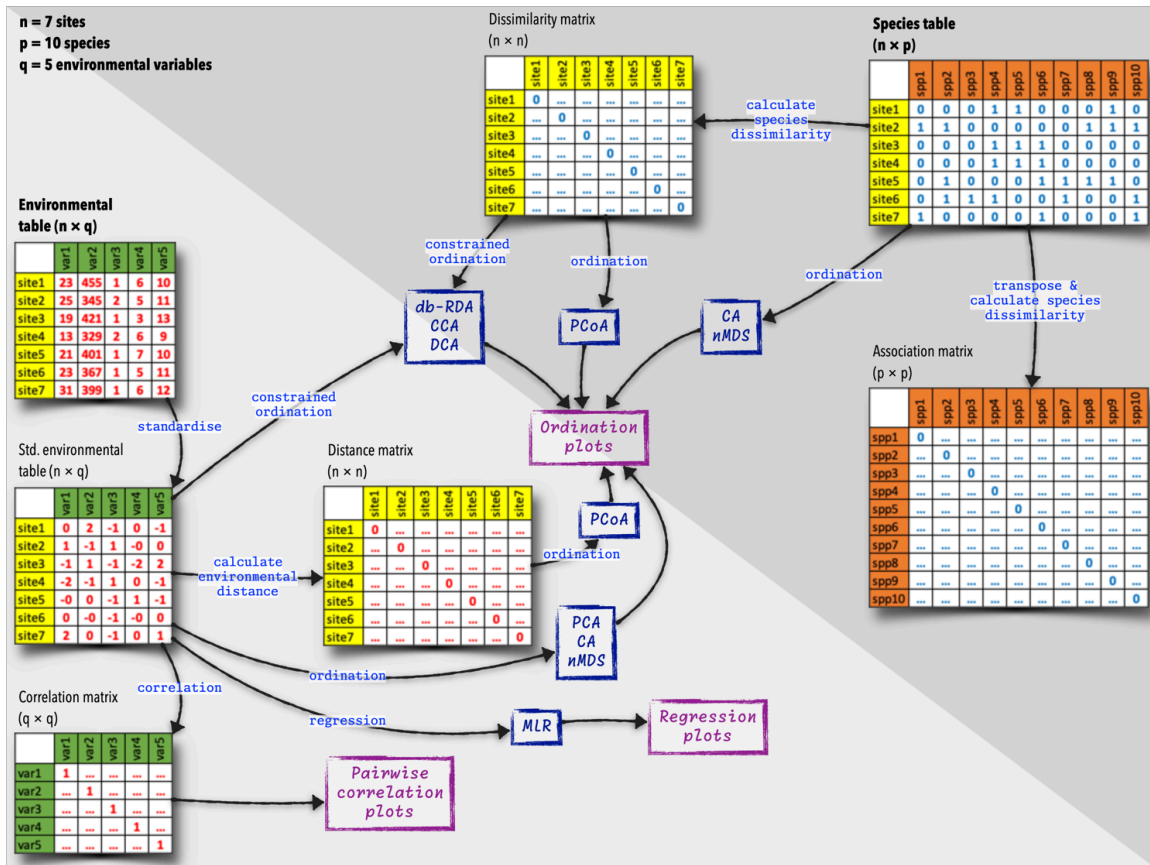 n = 7 sites
p = 10 species
q = 5 environmental variables
Dissimilarity matrix
(n × n)
site1 site2 site3 site4 site5 site6 site7
site1 0 ... ... ... ... ... ...
site2 ... 0 ... ... ... ... ...
site3 ... ... 0 ... ... ... ...
site4 ... ... ... 0 ... ... ...
site5 ... ... ... ... 0 ... ...
site6 ... ... ... ... ... 0 ...
site7 ... ... ... ... ... ... 0
calculate
species
dissimilarity
Species table
(n × p)
spp1 spp2 spp3 spp4 spp5 spp6 spp7 spp8 spp9 spp10
site1 0 0 0 1 1 0 0 0 1 0
site2 1 1 0 0 0 0 0 1 1 1
site3 0 0 0 1 1 1 0 0 0 0
site4 0 0 0 1 1 1 0 0 0 0
site5 0 1 0 0 0 1 1 1 1 0
site6 0 1 1 1 0 0 1 0 0 1
site7 1 0 0 0 0 1 0 0 0 1
Environmental
table (n × q)
var1 var2 var3 var4 var5
site1 23 455 1 6 10
site2 25 345 2 5 11
site3 19 421 1 3 13
site4 13 329 2 6 9
site5 21 401 1 7 10
site6 23 367 1 5 11
site7 31 399 1 6 12
constrained
ordination
ordination
ordination
transpose &
calculate species
dissimilarity
db-RDA
CCA
DCA
PCoA
CA
nMDS
Association matrix
(p × p)
spp1 spp2 spp3 spp4 spp5 spp6 spp7 spp8 spp9 spp10
spp1 0 ... ... ... ... ... ... ... ... ...
spp2 ... 0 ... ... ... ... ... ... ... ...
spp3 ... ... 0 ... ... ... ... ... ... ...
spp4 ... ... ... 0 ... ... ... ... ... ...
spp5 ... ... ... ... 0 ... ... ... ... ...
spp6 ... ... ... ... ... 0 ... ... ... ...
spp7 ... ... ... ... ... ... 0 ... ... ...
spp8 ... ... ... ... ... ... ... 0 ... ...
spp9 ... ... ... ... ... ... ... ... 0 ...
spp10 ... ... ... ... ... ... ... ... ... 0
standardise
constrained
ordination
Ordination
plots
Std. environmental
table (n × q)
var1 var2 var3 var4 var5
site1 0 2 -1 0 -1
site2 1 -1 1 -0 0
site3 -1 1 -1 -2 2
site4 -2 -1 1 0 -1
site5 -0 0 -1 1 -1
site6 0 -0 -1 -0 0
site7 2 0 -1 0 1
calculate
environmental
distance
Distance matrix
(n × n)
site1 site2 site3 site4 site5 site6 site7
site1 0 ... ... ... ... ... ...
site2 ... 0 ... ... ... ... ...
site3 ... ... 0 ... ... ... ...
site4 ... ... ... 0 ... ... ...
site5 ... ... ... ... 0 ... ...
site6 ... ... ... ... ... 0 ...
site7 ... ... ... ... ... ... 0
PCoA
ordination
PCA
CA
nMDS
ordination
correlation
regression
MLR
Regression
plots
Correlation matrix
(q × q)
var1 var2 var3 var4 var5
var1 1 ... ... ... ...
var2 ... 1 ... ... ...
var3 ... ... 1 ... ...
var4 ... ... ... 1 ...
var5 ... ... ... ... 1
Pairwise
correlation
plots